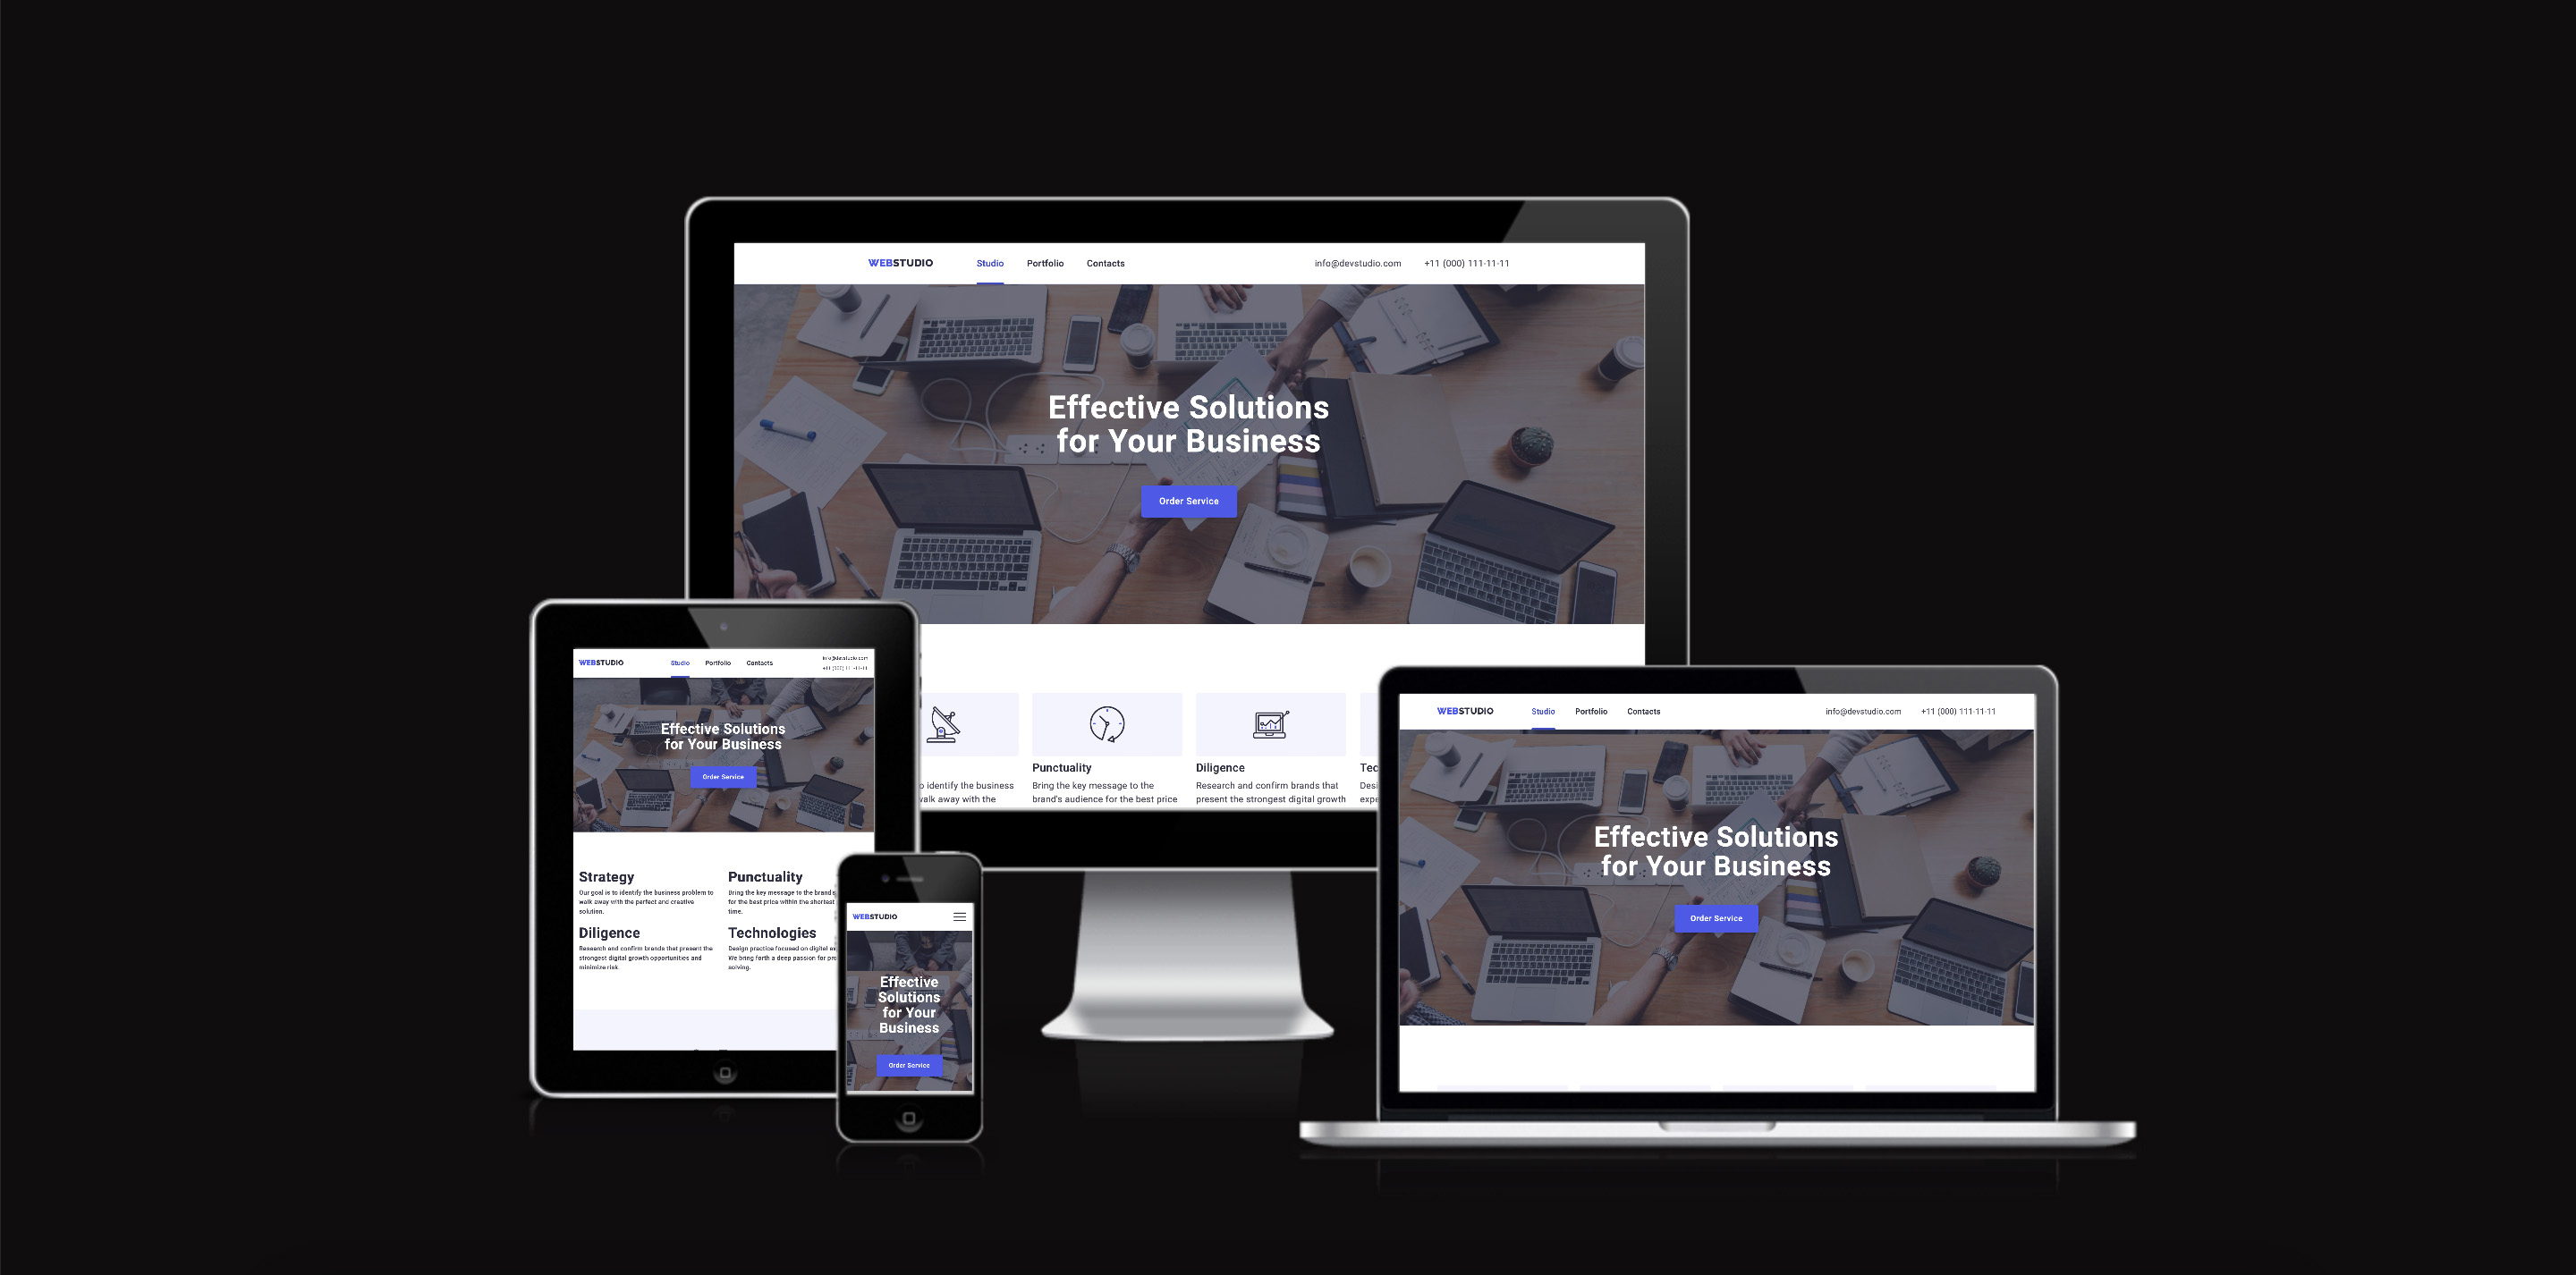 WEBSTUDIO Studio Portfolio Contacts info@devstudio.com +11 (000) 111-11-11
Effective Solutions
for Your Business
Order Service
Punctuality Diligence
identify the business Bring the key message to the Research and confirm brands that
walk away with the brand's audience for the best price present the strongest digital growth
WEBSTUDIO Studio Portfolio Contacts info@devstudio.com
+11 (000) 111-11-11
Effective Solutions
for Your Business
Order Service
Strategy
Our goal is to identify the business problem to
walk away with the perfect and creative
solution.
Punctuality
Bring the key message to the brand's
for the best price within the shortest
time.
Diligence
Research and confirm brands that present the
strongest digital growth opportunities and
minimize risk.
Technologies
Design practice focused on digital
We bring forth a deep passion for
solving.
WEBSTUDIO
Effective
Solutions
for Your
Business
Order Service
WEBSTUDIO Studio Portfolio Contacts info@devstudio.com +11 (000) 111-11-11
Effective Solutions
for Your Business
Order Service